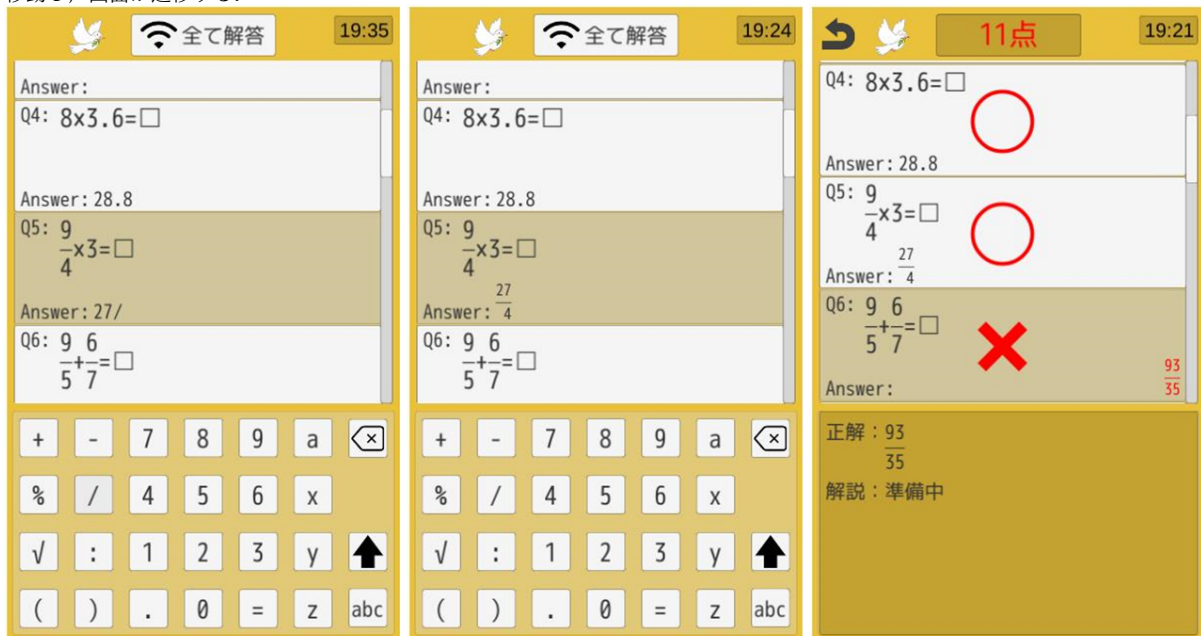 全て解答 19:35
Answer:
Q4: 8x3.6=□
Answer: 28.8
Q5: 9/4x3=□
Answer: 27/
Q6: 9/5+6/7=□
+ - 7 8 9 a
% / 4 5 6 x
√ : 1 2 3 y
( ) . 0 = z abc
全て解答 19:24
Answer:
Q4: 8x3.6=□
Answer: 28.8
Q5: 9/4x3=□
Answer: 27/4
Q6: 9/5+6/7=□
+ - 7 8 9 a
% / 4 5 6 x
√ : 1 2 3 y
( ) . 0 = z abc
11点 19:21
Q4: 8x3.6=□
Answer: 28.8
Q5: 9/4x3=□
Answer: 27/4
Q6: 9/5+6/7=□
Answer: 93/35
正解：93/35
解説：準備中